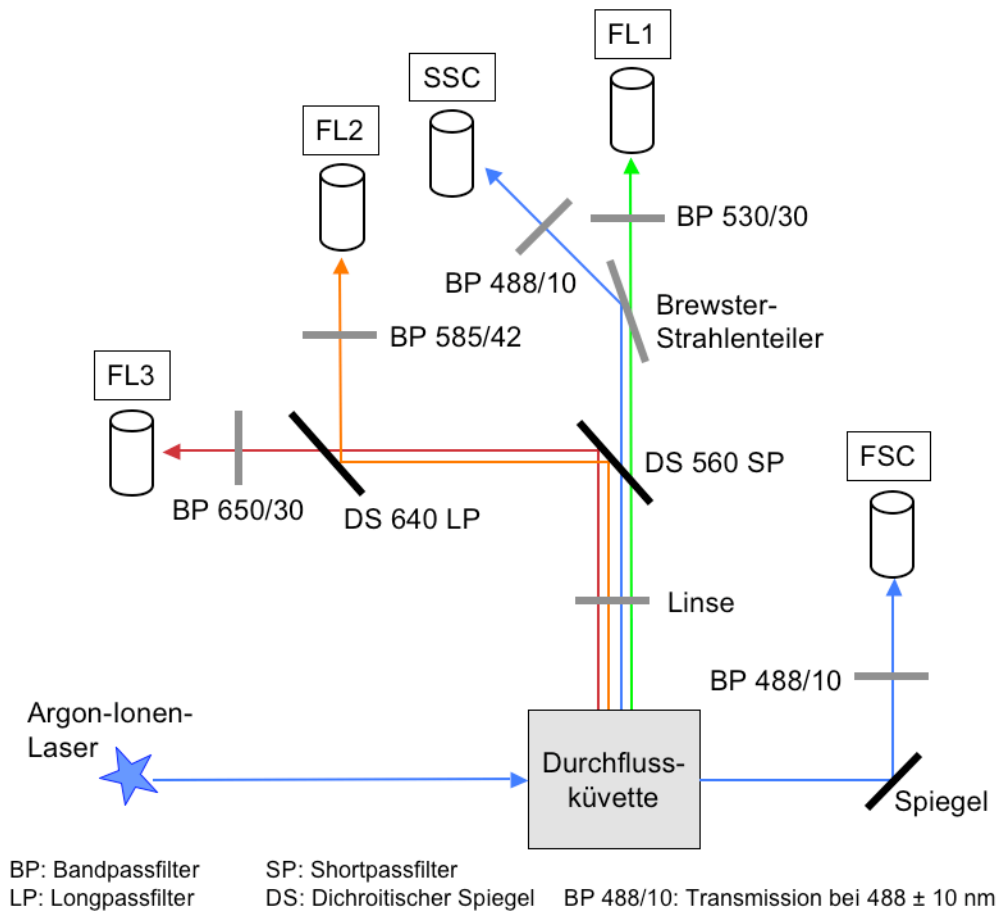 FL1
SSC
FL2
BP 530/30
BP 488/10
Brewster-
Strahlenteiler
BP 585/42
FL3
DS 560 SP
FSC
BP 650/30
DS 640 LP
Linse
BP 488/10
Argon-Ionen-
Laser
Durchfluss-
küvette
Spiegel
BP: Bandpassfilter
SP: Shortpassfilter
LP: Longpassfilter
DS: Dichroitischer Spiegel
BP 488/10: Transmission bei 488 ± 10 nm